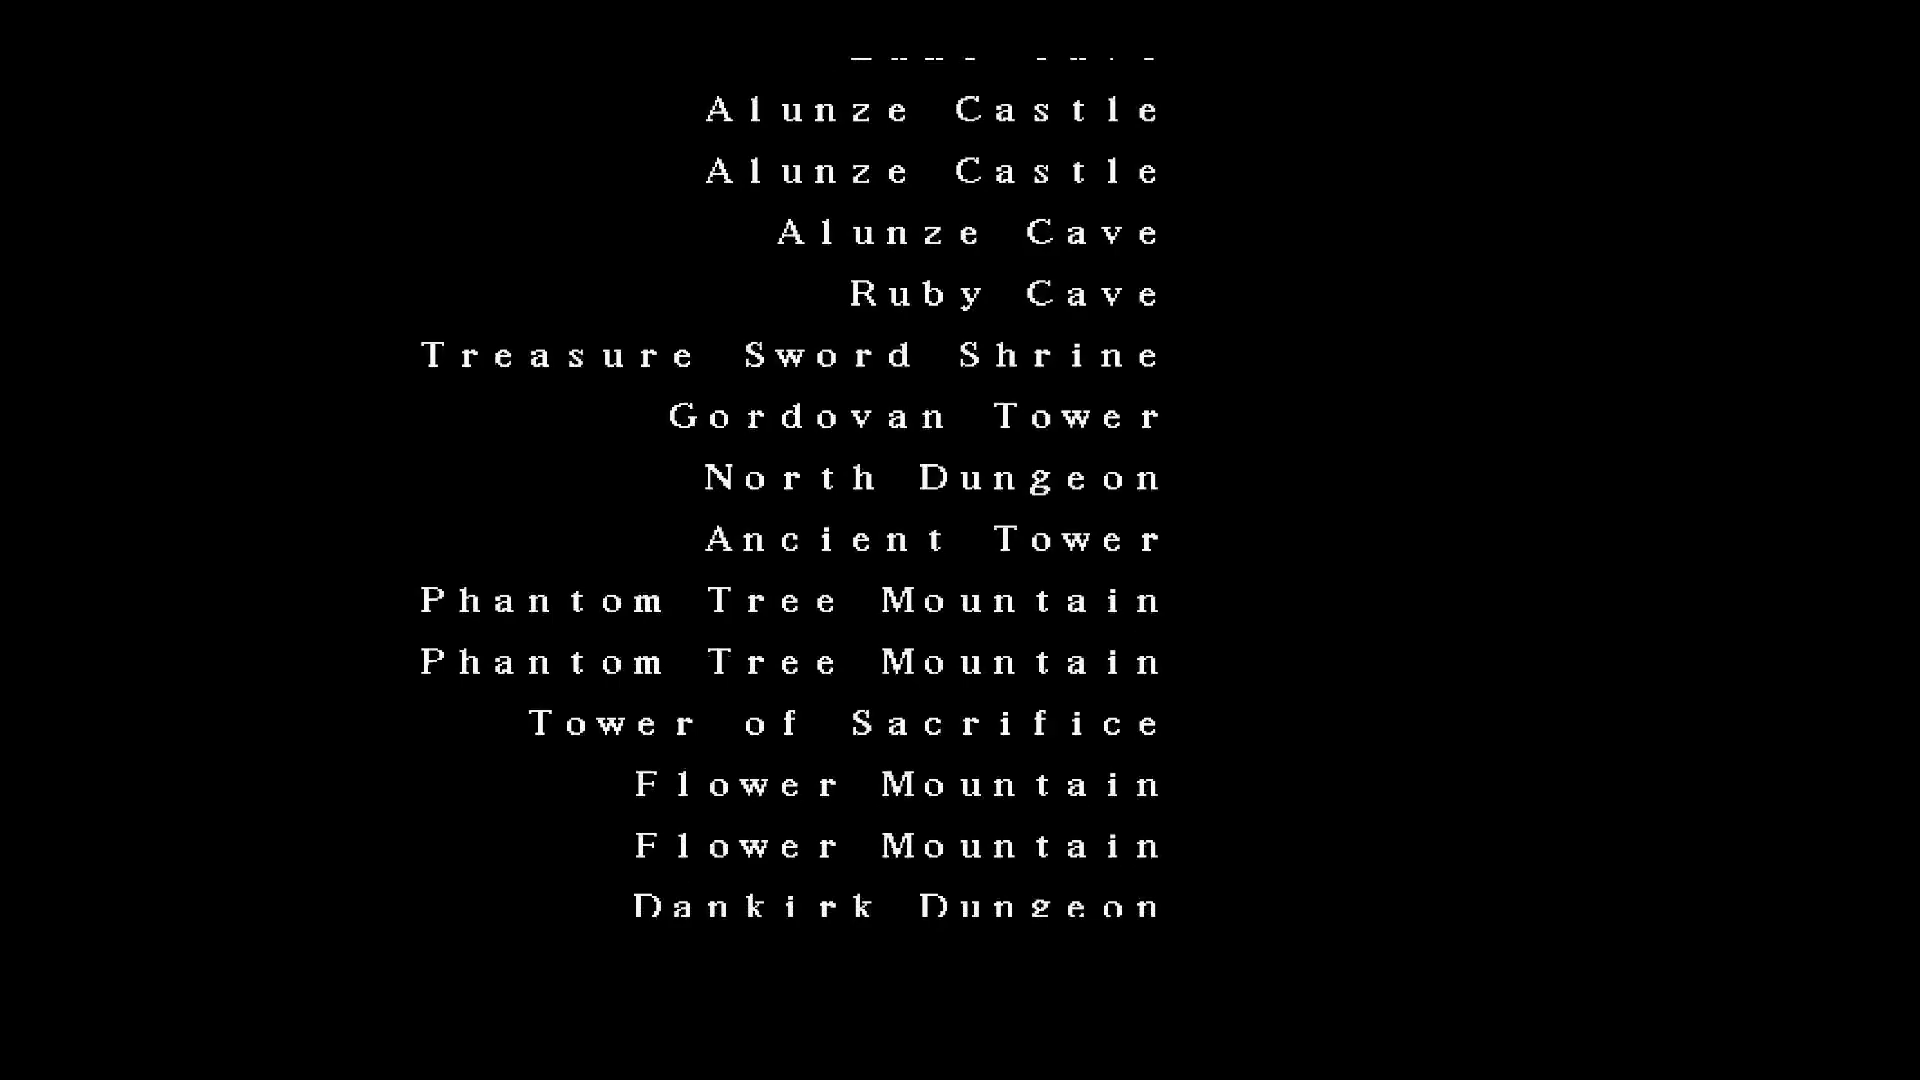 Alunze Castle
Alunze Castle
Alunze Cave
Ruby Cave
Treasure Sword Shrine
Gordovan Tower
North Dungeon
Ancient Tower
Phantom Tree Mountain
Phantom Tree Mountain
Tower of Sacrifice
Flower Mountain
Flower Mountain
Dankirk Dungeon